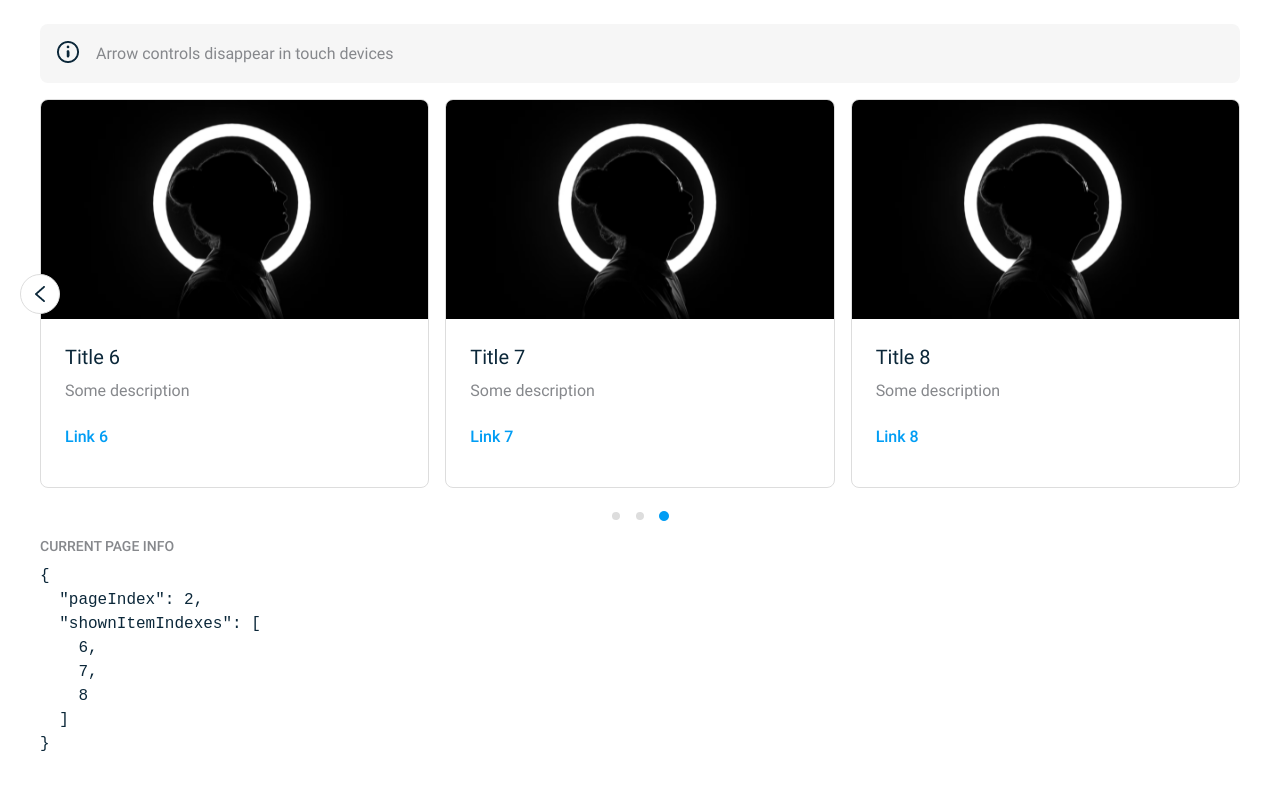 Arrow controls disappear in touch devices
Title 6
Some description
Link 6
Title 7
Some description
Link 7
Title 8
Some description
Link 8
CURRENT PAGE INFO
{
  "pageIndex": 2,
  "shownItemIndexes": [
    6,
    7,
    8
  ]
}